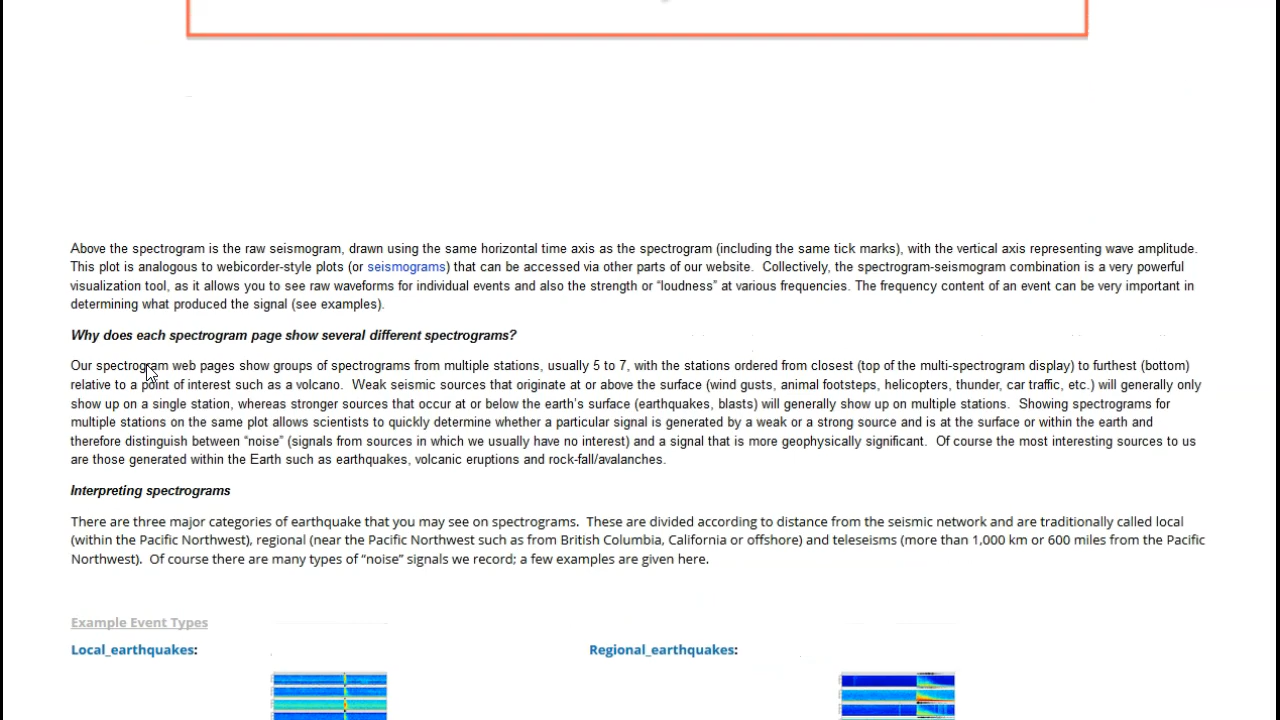 Above the spectrogram is the raw seismogram, drawn using the same horizontal time axis as the spectrogram (including the same tick marks), with the vertical axis representing wave amplitude.
This plot is analogous to webicorder-style plots (or seismograms) that can be accessed via other parts of our website.  Collectively, the spectrogram-seismogram combination is a very powerful
visualization tool, as it allows you to see raw waveforms for individual events and also the strength or “loudness” at various frequencies. The frequency content of an event can be very important in
determining what produced the signal (see examples).
Why does each spectrogram page show several different spectrograms?
Our spectrogram web pages show groups of spectrograms from multiple stations, usually 5 to 7, with the stations ordered from closest (top of the multi-spectrogram display) to furthest (bottom)
relative to a point of interest such as a volcano.  Weak seismic sources that originate at or above the surface (wind gusts, animal footsteps, helicopters, thunder, car traffic, etc.) will generally only
show up on a single station, whereas stronger sources that occur at or below the earth’s surface (earthquakes, blasts) will generally show up on multiple stations.  Showing spectrograms for
multiple stations on the same plot allows scientists to quickly determine whether a particular signal is generated by a weak or a strong source and is at the surface or within the earth and
therefore distinguish between “noise” (signals from sources in which we usually have no interest) and a signal that is more geophysically significant.  Of course the most interesting sources to us
are those generated within the Earth such as earthquakes, volcanic eruptions and rock-fall/avalanches.
Interpreting spectrograms
There are three major categories of earthquake that you may see on spectrograms.  These are divided according to distance from the seismic network and are traditionally called local
(within the Pacific Northwest), regional (near the Pacific Northwest such as from British Columbia, California or offshore) and teleseisms (more than 1,000 km or 600 miles from the Pacific
Northwest).  Of course there are many types of “noise” signals we record; a few examples are given here.
Example Event Types
Local_earthquakes:
Regional_earthquakes: